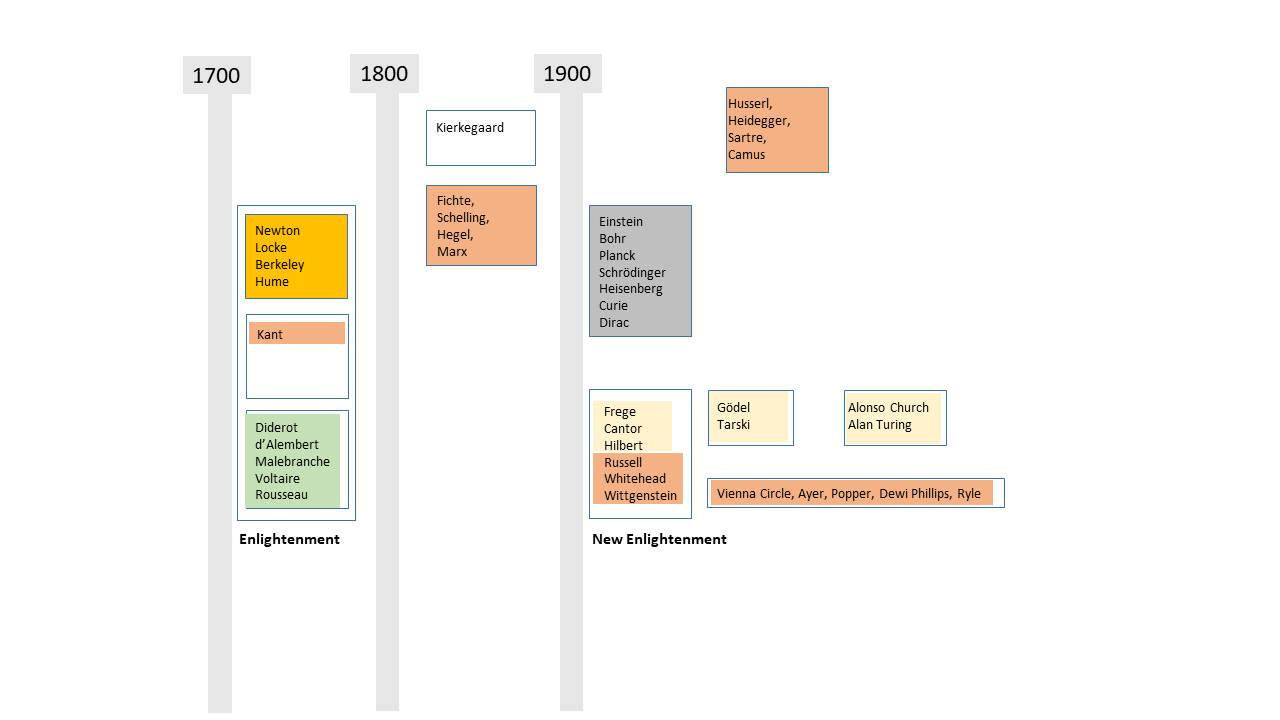 1700
1800
1900
Husserl,
Heidegger,
Sartre,
Camus
Kierkegaard
Fichte,
Schelling,
Hegel,
Marx
Newton
Locke
Berkeley
Hume
Kant
Diderot
d’Alembert
Malebranche
Voltaire
Rousseau
Enlightenment
Einstein
Bohr
Planck
Schrödinger
Heisenberg
Curie
Dirac
Frege
Cantor
Hilbert
Russell
Whitehead
Wittgenstein
Gödel
Tarski
Alonso Church
Alan Turing
Vienna Circle, Ayer, Popper, Dewi Phillips, Ryle
New Enlightenment